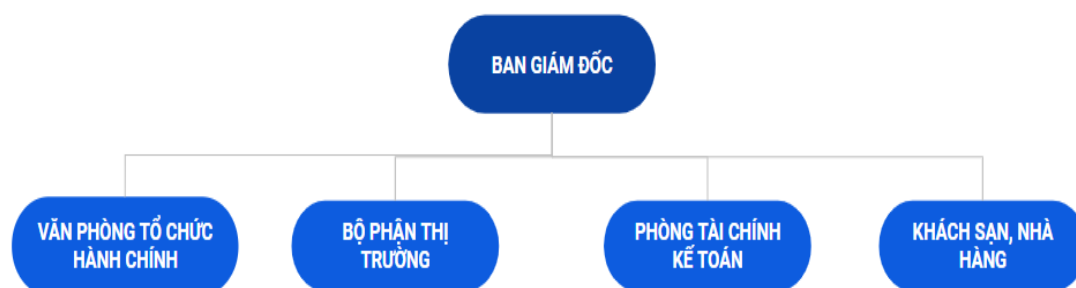 BAN GIÁM ĐỐC
VĂN PHÒNG TỔ CHỨC
HÀNH CHÍNH
BỘ PHẬN THỊ
TRƯỜNG
PHÒNG TÀI CHÍNH
KẾ TOÁN
KHÁCH SẠN, NHÀ
HÀNG